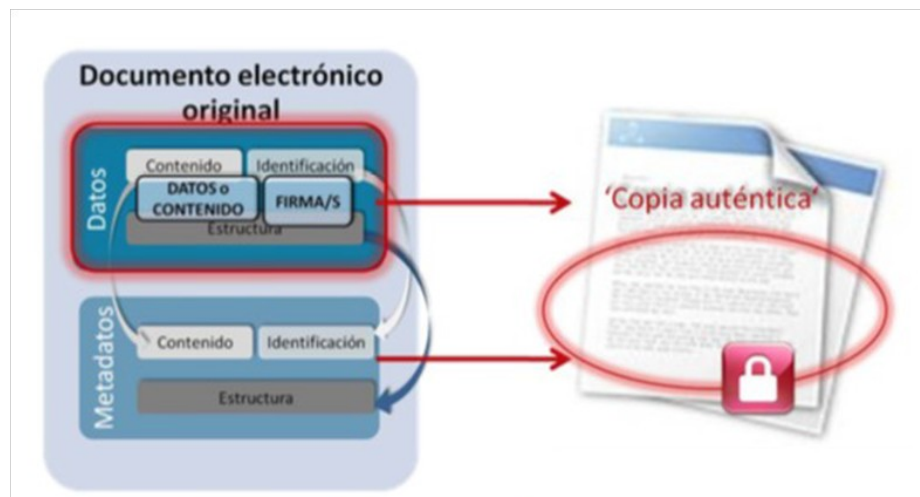 Documento electrónico
original
Datos
Contenido
Identificación
DATOS o
CONTENIDO
FIRMA/S
Estructura
Metadatos
Contenido
Identificación
Estructura
'Copia auténtica'